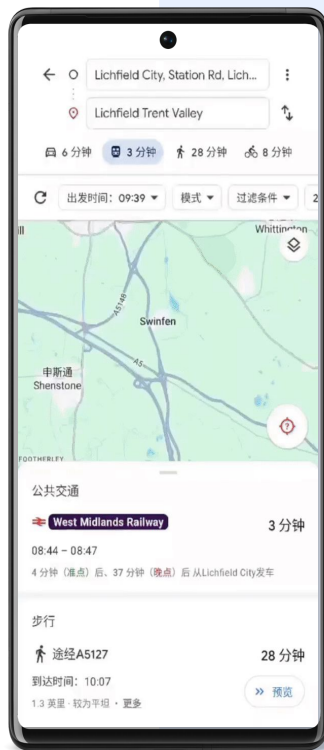 Lichfield City, Station Rd, Lich...
Lichfield Trent Valley
6 分钟
3 分钟
28 分钟
8 分钟
出发时间：09:39
模式
过滤条件
2
ill
Whittington
A5148
Swinfen
A5
申斯通
Shenstone
FOOTHERLEY
公共交通
West Midlands Railway
3 分钟
08:44 – 08:47
4 分钟（准点）后、37 分钟（晚点）后 从Lichfield City发车
步行
途经A5127
28 分钟
到达时间：10:07
1.3 英里 · 较为平坦 · 更多
预览